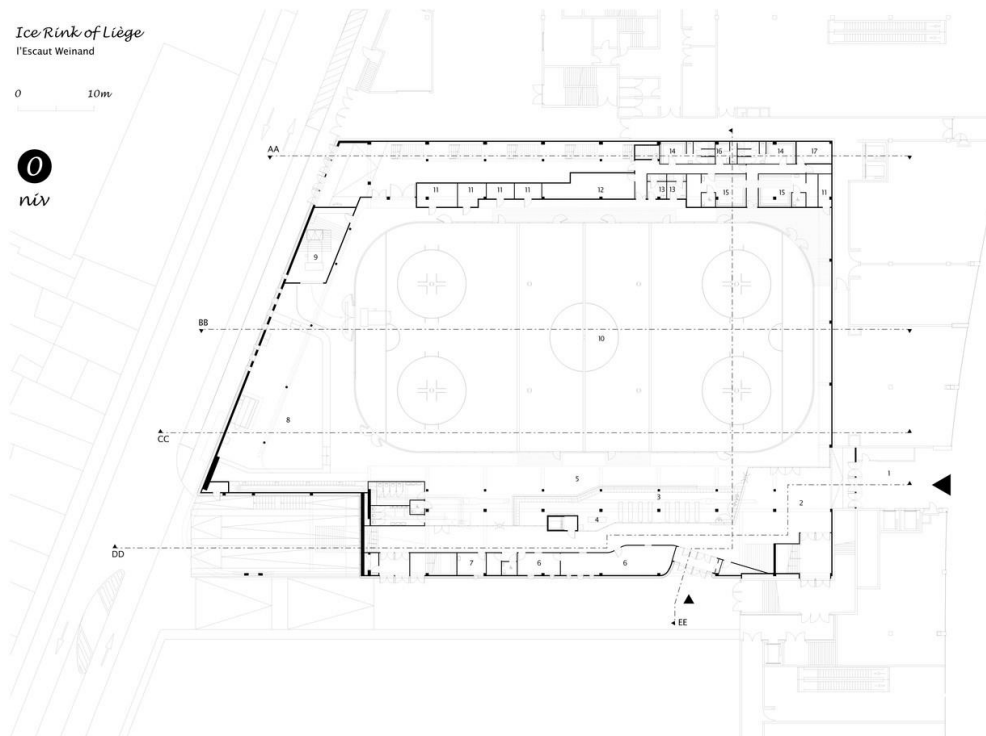 Ice Rink of Liège
l'Escaut Weinand
0 10m
0
niv
AA
14 16 14 17
11 11 11 11 12 13 13 15 15 11
9
BB
10
8
CC
1
5
3
2
4
DD
7 6 6
EE